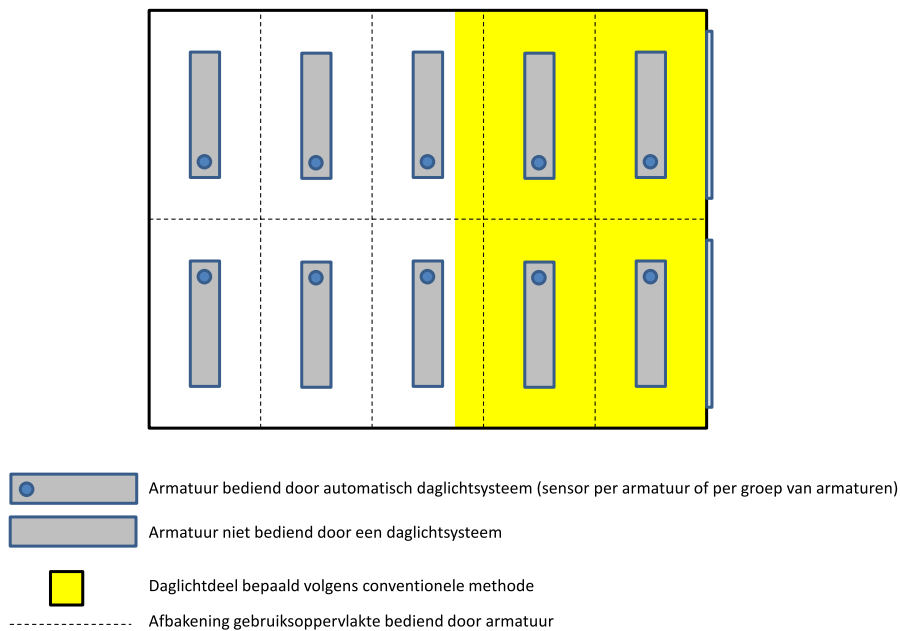 Armatuur bediend door automatisch daglichtsysteem (sensor per armatuur of per groep van armaturen)
Armatuur niet bediend door een daglichtsysteem
Daglichtdeel bepaald volgens conventionele methode
Afbakening gebruiksoppervlakte bediend door armatuur